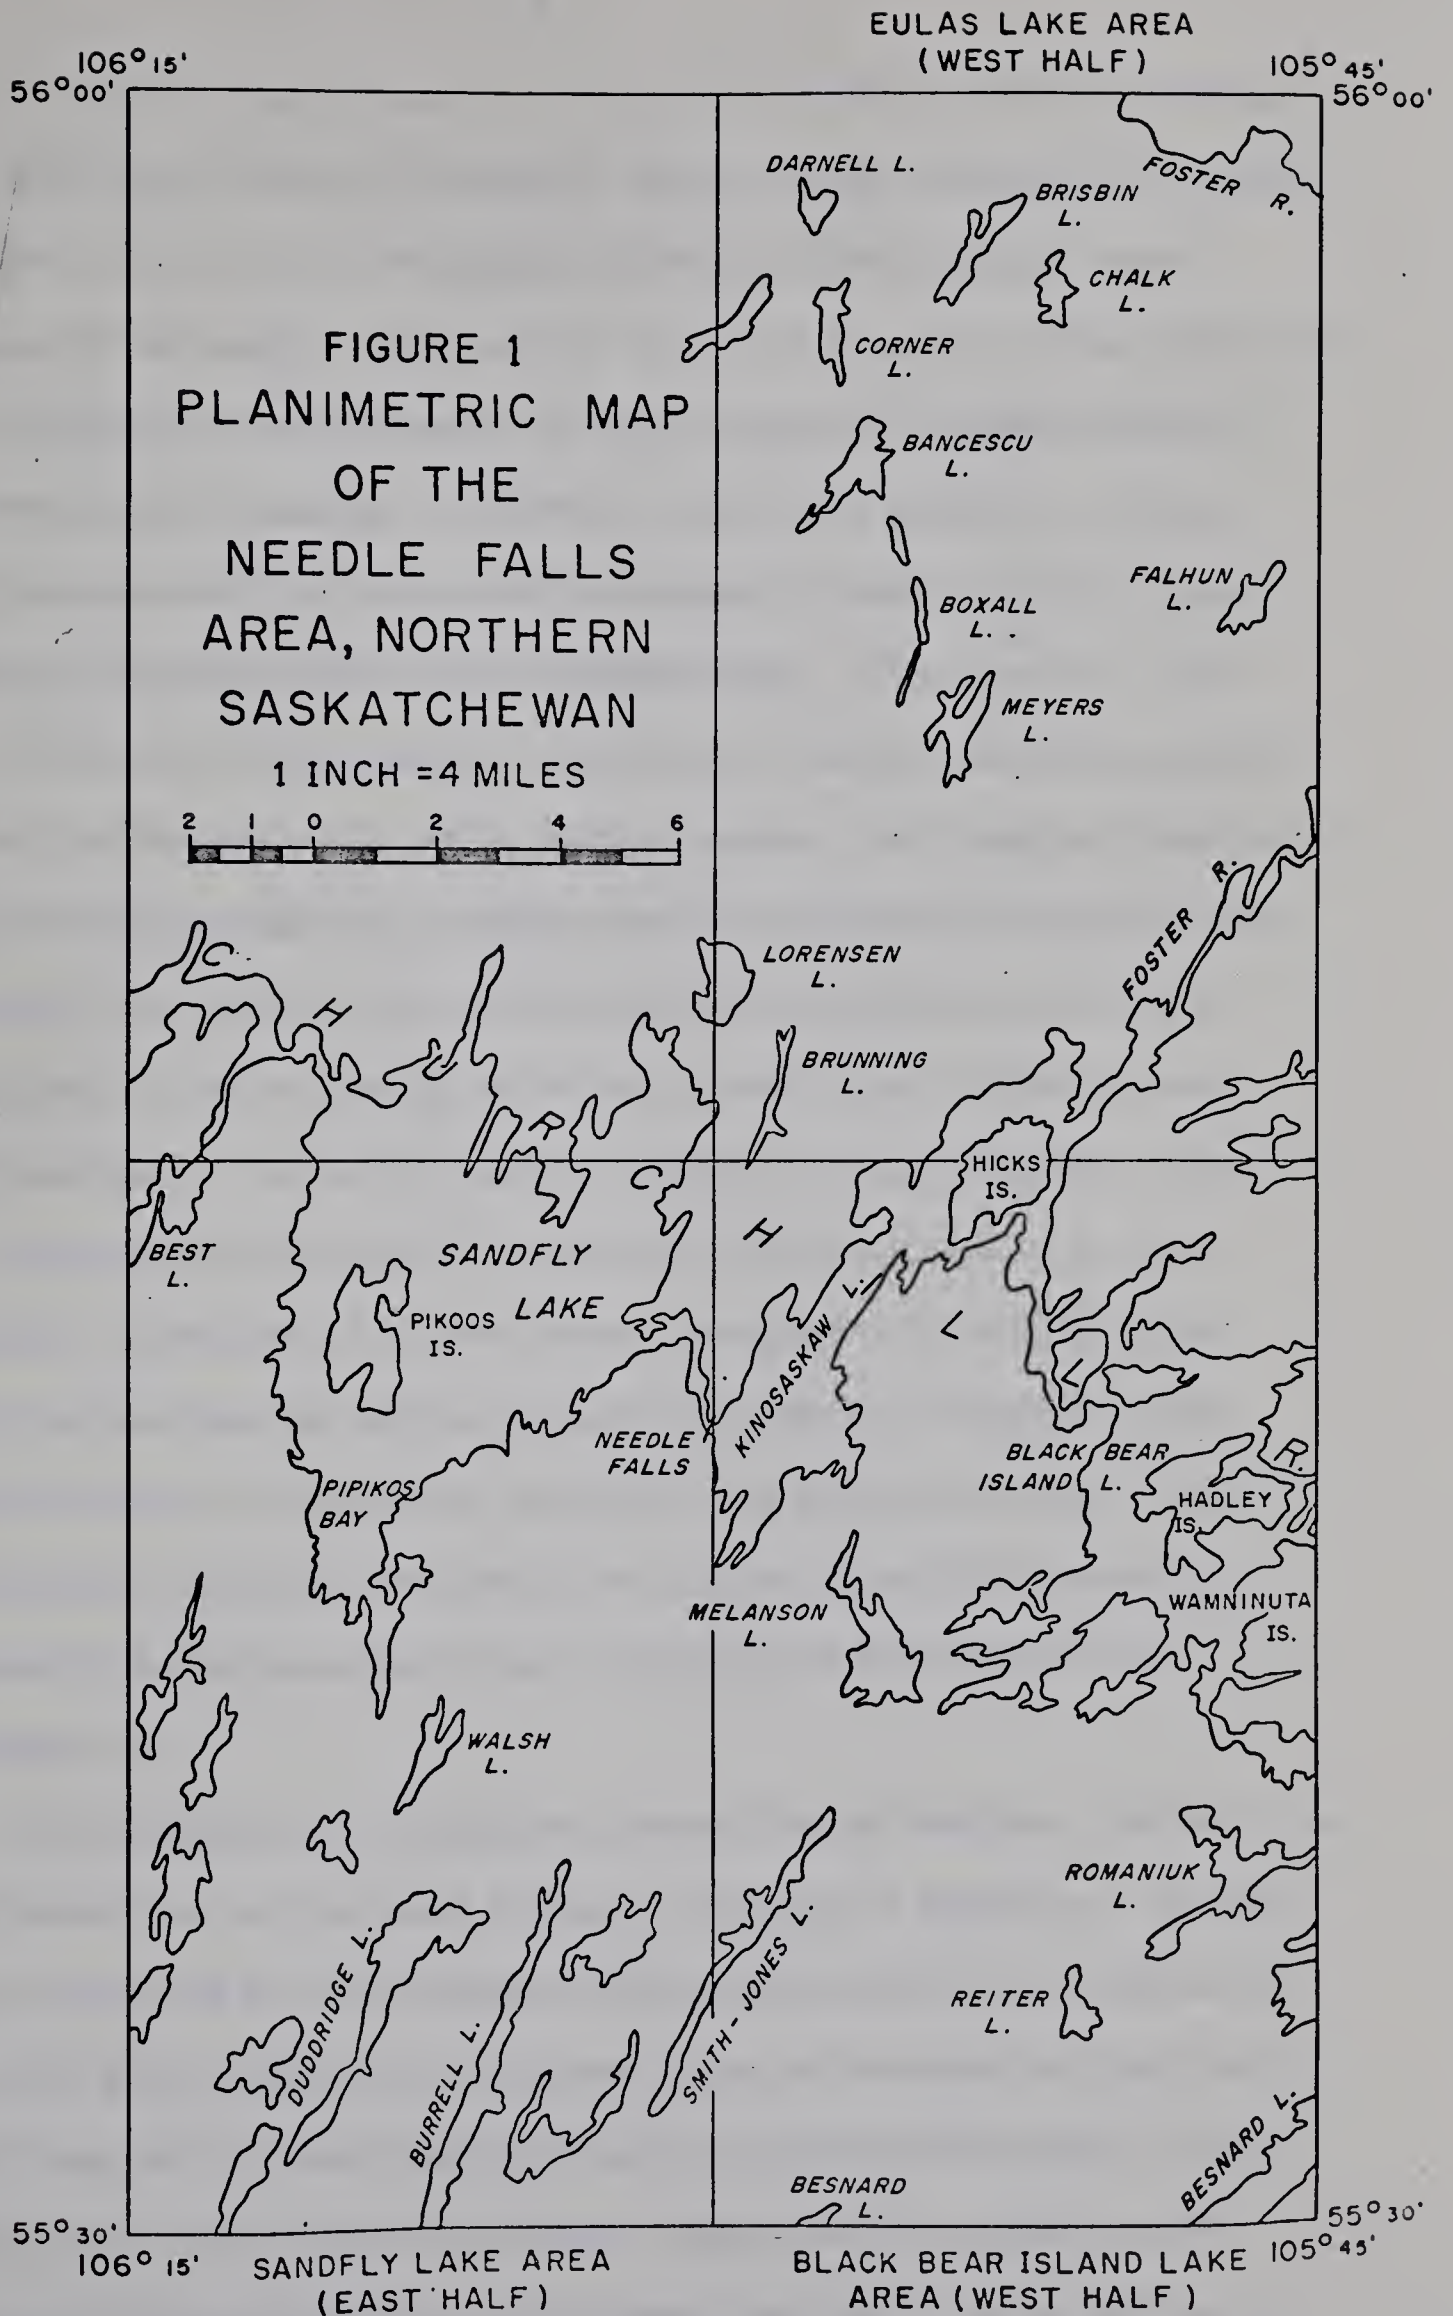 EULAS LAKE AREA
(WEST HALF)
106° 15'
105° 45'
56° 00'
56° 00'
FOSTER R.
DARNELL L.
BRISBIN
L.
CHALK
L.
FIGURE 1
PLANIMETRIC MAP
OF THE
NEEDLE FALLS
AREA, NORTHERN
SASKATCHEWAN
1 INCH = 4 MILES
2 1 0 2 4 6
CORNER
L.
BANCESCU
L.
FALHUN
L.
BOXALL
L.
MEYERS
L.
FOSTER R.
LORENSEN
L.
C H
BRUNNING
L.
R
C H
L L
R.
HICKS
IS.
BEST
L.
SANDFLY
LAKE
PIKOOS
IS.
KINOSASKAW L.
NEEDLE
FALLS
BLACK BEAR
ISLAND L.
PIPIKOS
BAY
HADLEY
IS.
WAMNINUTA
IS.
MELANSON
L.
WALSH
L.
ROMANIUK
L.
DUDDRIDGE L.
BURRELL L.
SMITH-JONES L.
REITER
L.
BESNARD
L.
BESNARD L.
55° 30'
55° 30'
106° 15'
105° 45'
SANDFLY LAKE AREA
(EAST HALF)
BLACK BEAR ISLAND LAKE
AREA (WEST HALF)